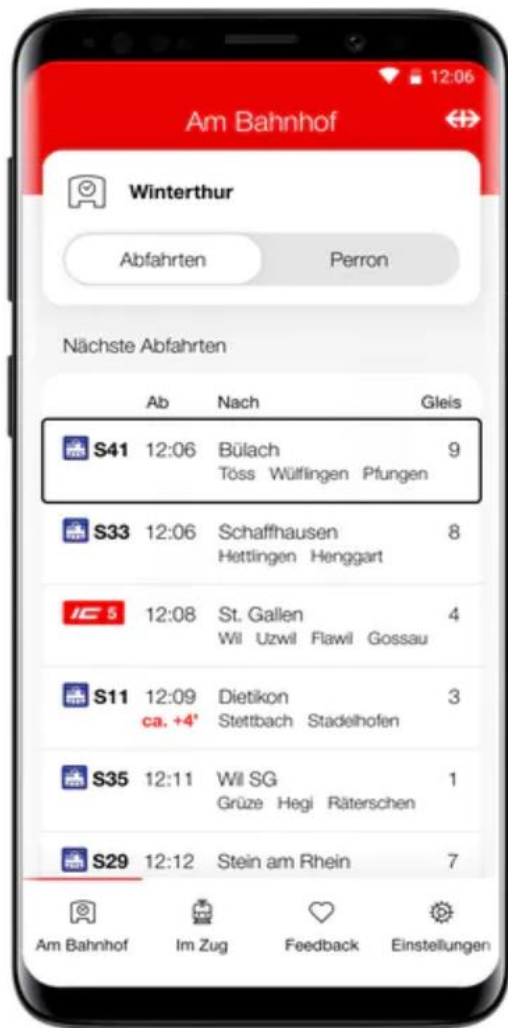 12:06
Am Bahnhof
Winterthur
Abfahrten Perron
Nächste Abfahrten
Ab Nach Gleis
S41 12:06 Bülach 9
Töss Wülflingen Pfungen
S33 12:06 Schaffhausen 8
Hettlingen Henggart
IC 5 12:08 St. Gallen 4
Wil Uzwil Flawil Gossau
S11 12:09 Dietikon 3
ca. +4' Stettbach Stadelhofen
S35 12:11 Wil SG 1
Grüze Hegi Räterschen
S29 12:12 Stein am Rhein 7
Am Bahnhof Im Zug Feedback Einstellungen